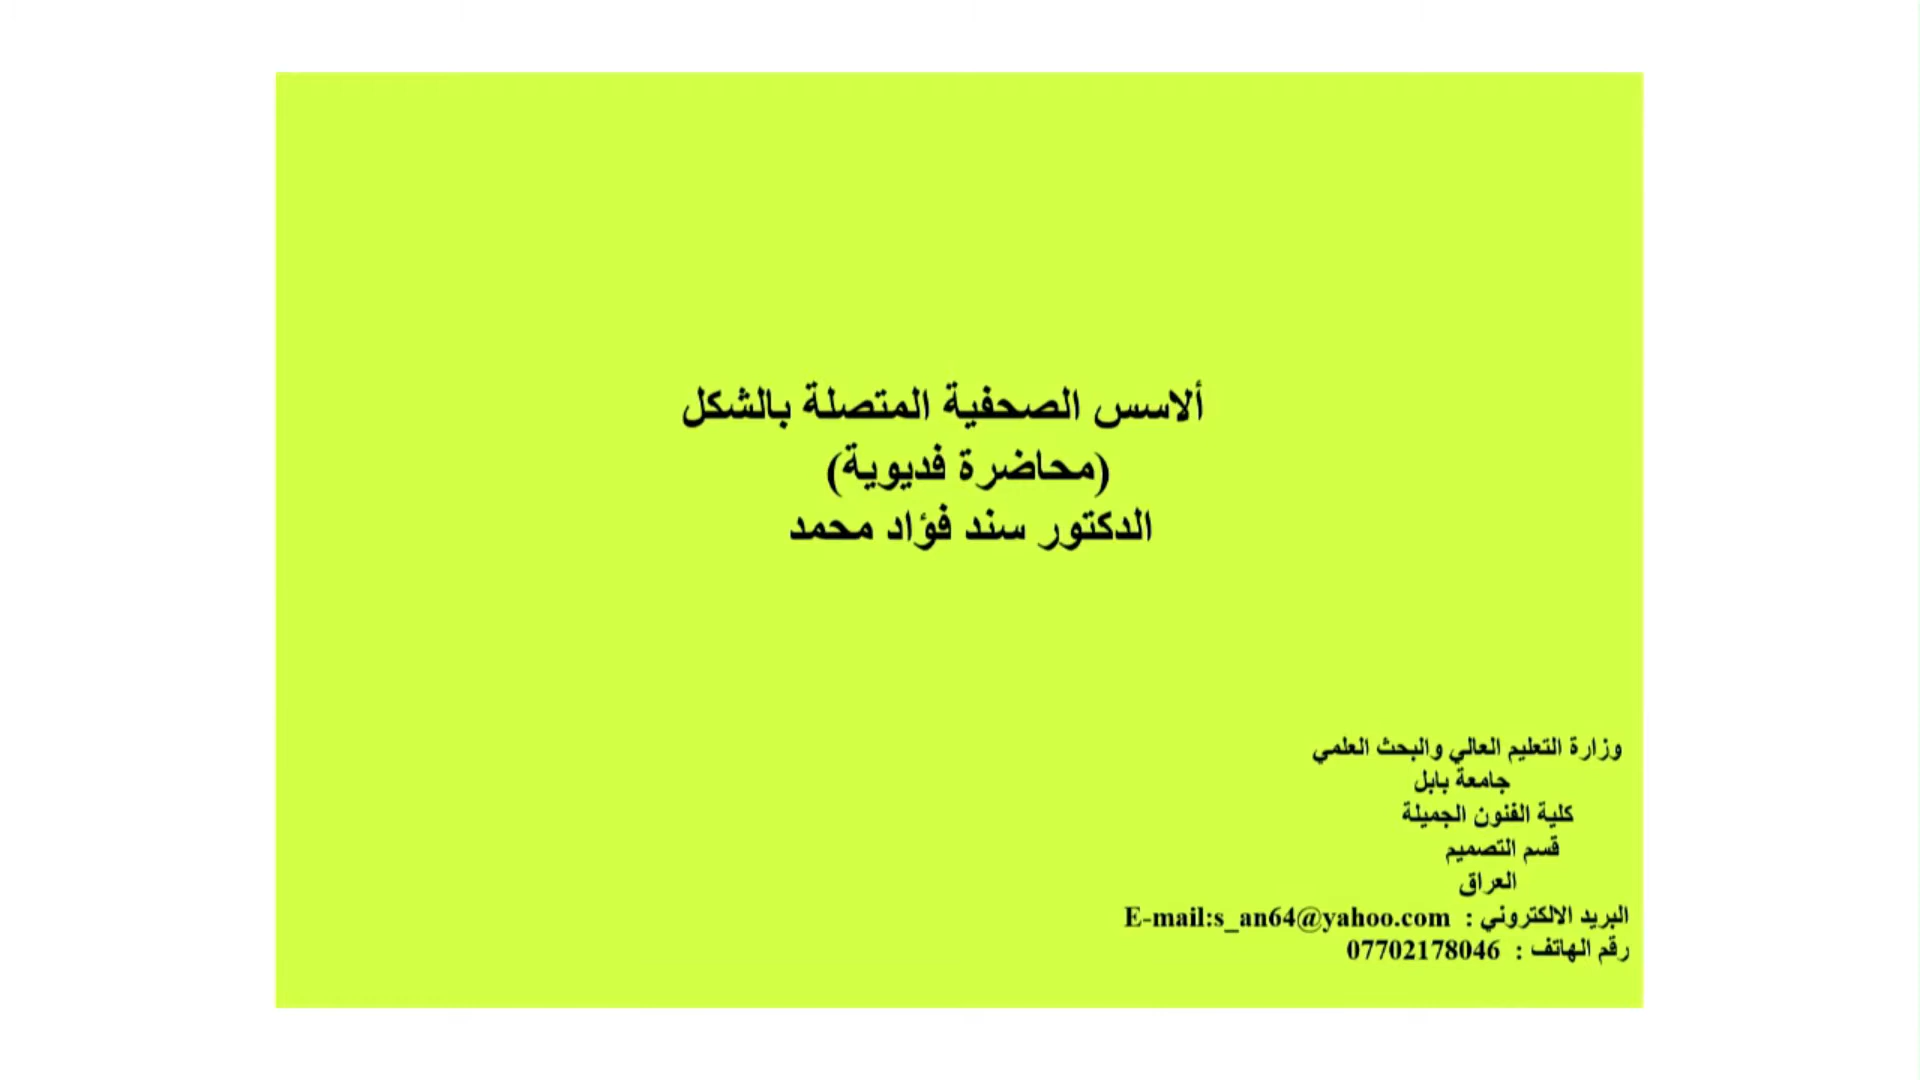 ألاسس الصحفية المتصلة بالشكل
(محاضرة فديوية)
الدكتور سند فؤاد محمد
وزارة التعليم العالي والبحث العلمي
جامعة بابل
كلية الفنون الجميلة
قسم التصميم
العراق
البريد الالكتروني : E-mail:s_an64@yahoo.com
رقم الهاتف : 07702178046